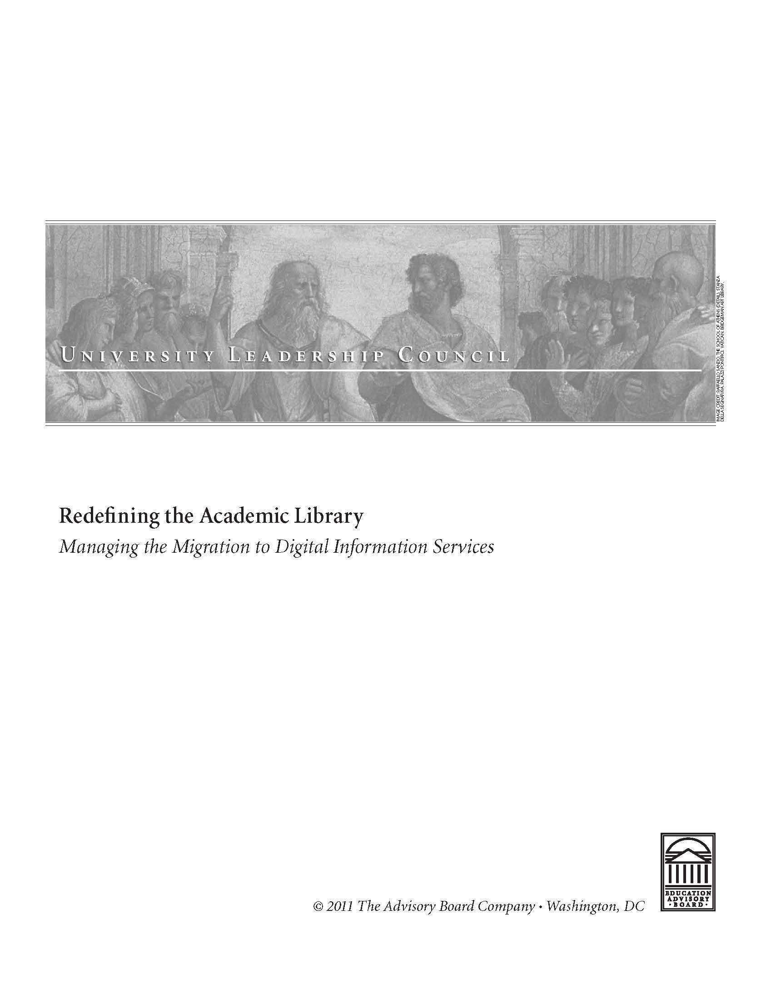 UNIVERSITY LEADERSHIP COUNCIL
IMAGE CREDIT: RAFFAELLO SANZIO, THE SCHOOL OF ATHENS (DETAIL), STANZA
DELLA SEGNATURA, PALAZZI PONTIFICI, VATICAN. BRIDGEMAN ART LIBRARY.
Redefining the Academic Library
Managing the Migration to Digital Information Services
© 2011 The Advisory Board Company • Washington, DC
EDUCATION
ADVISORY
• BOARD •